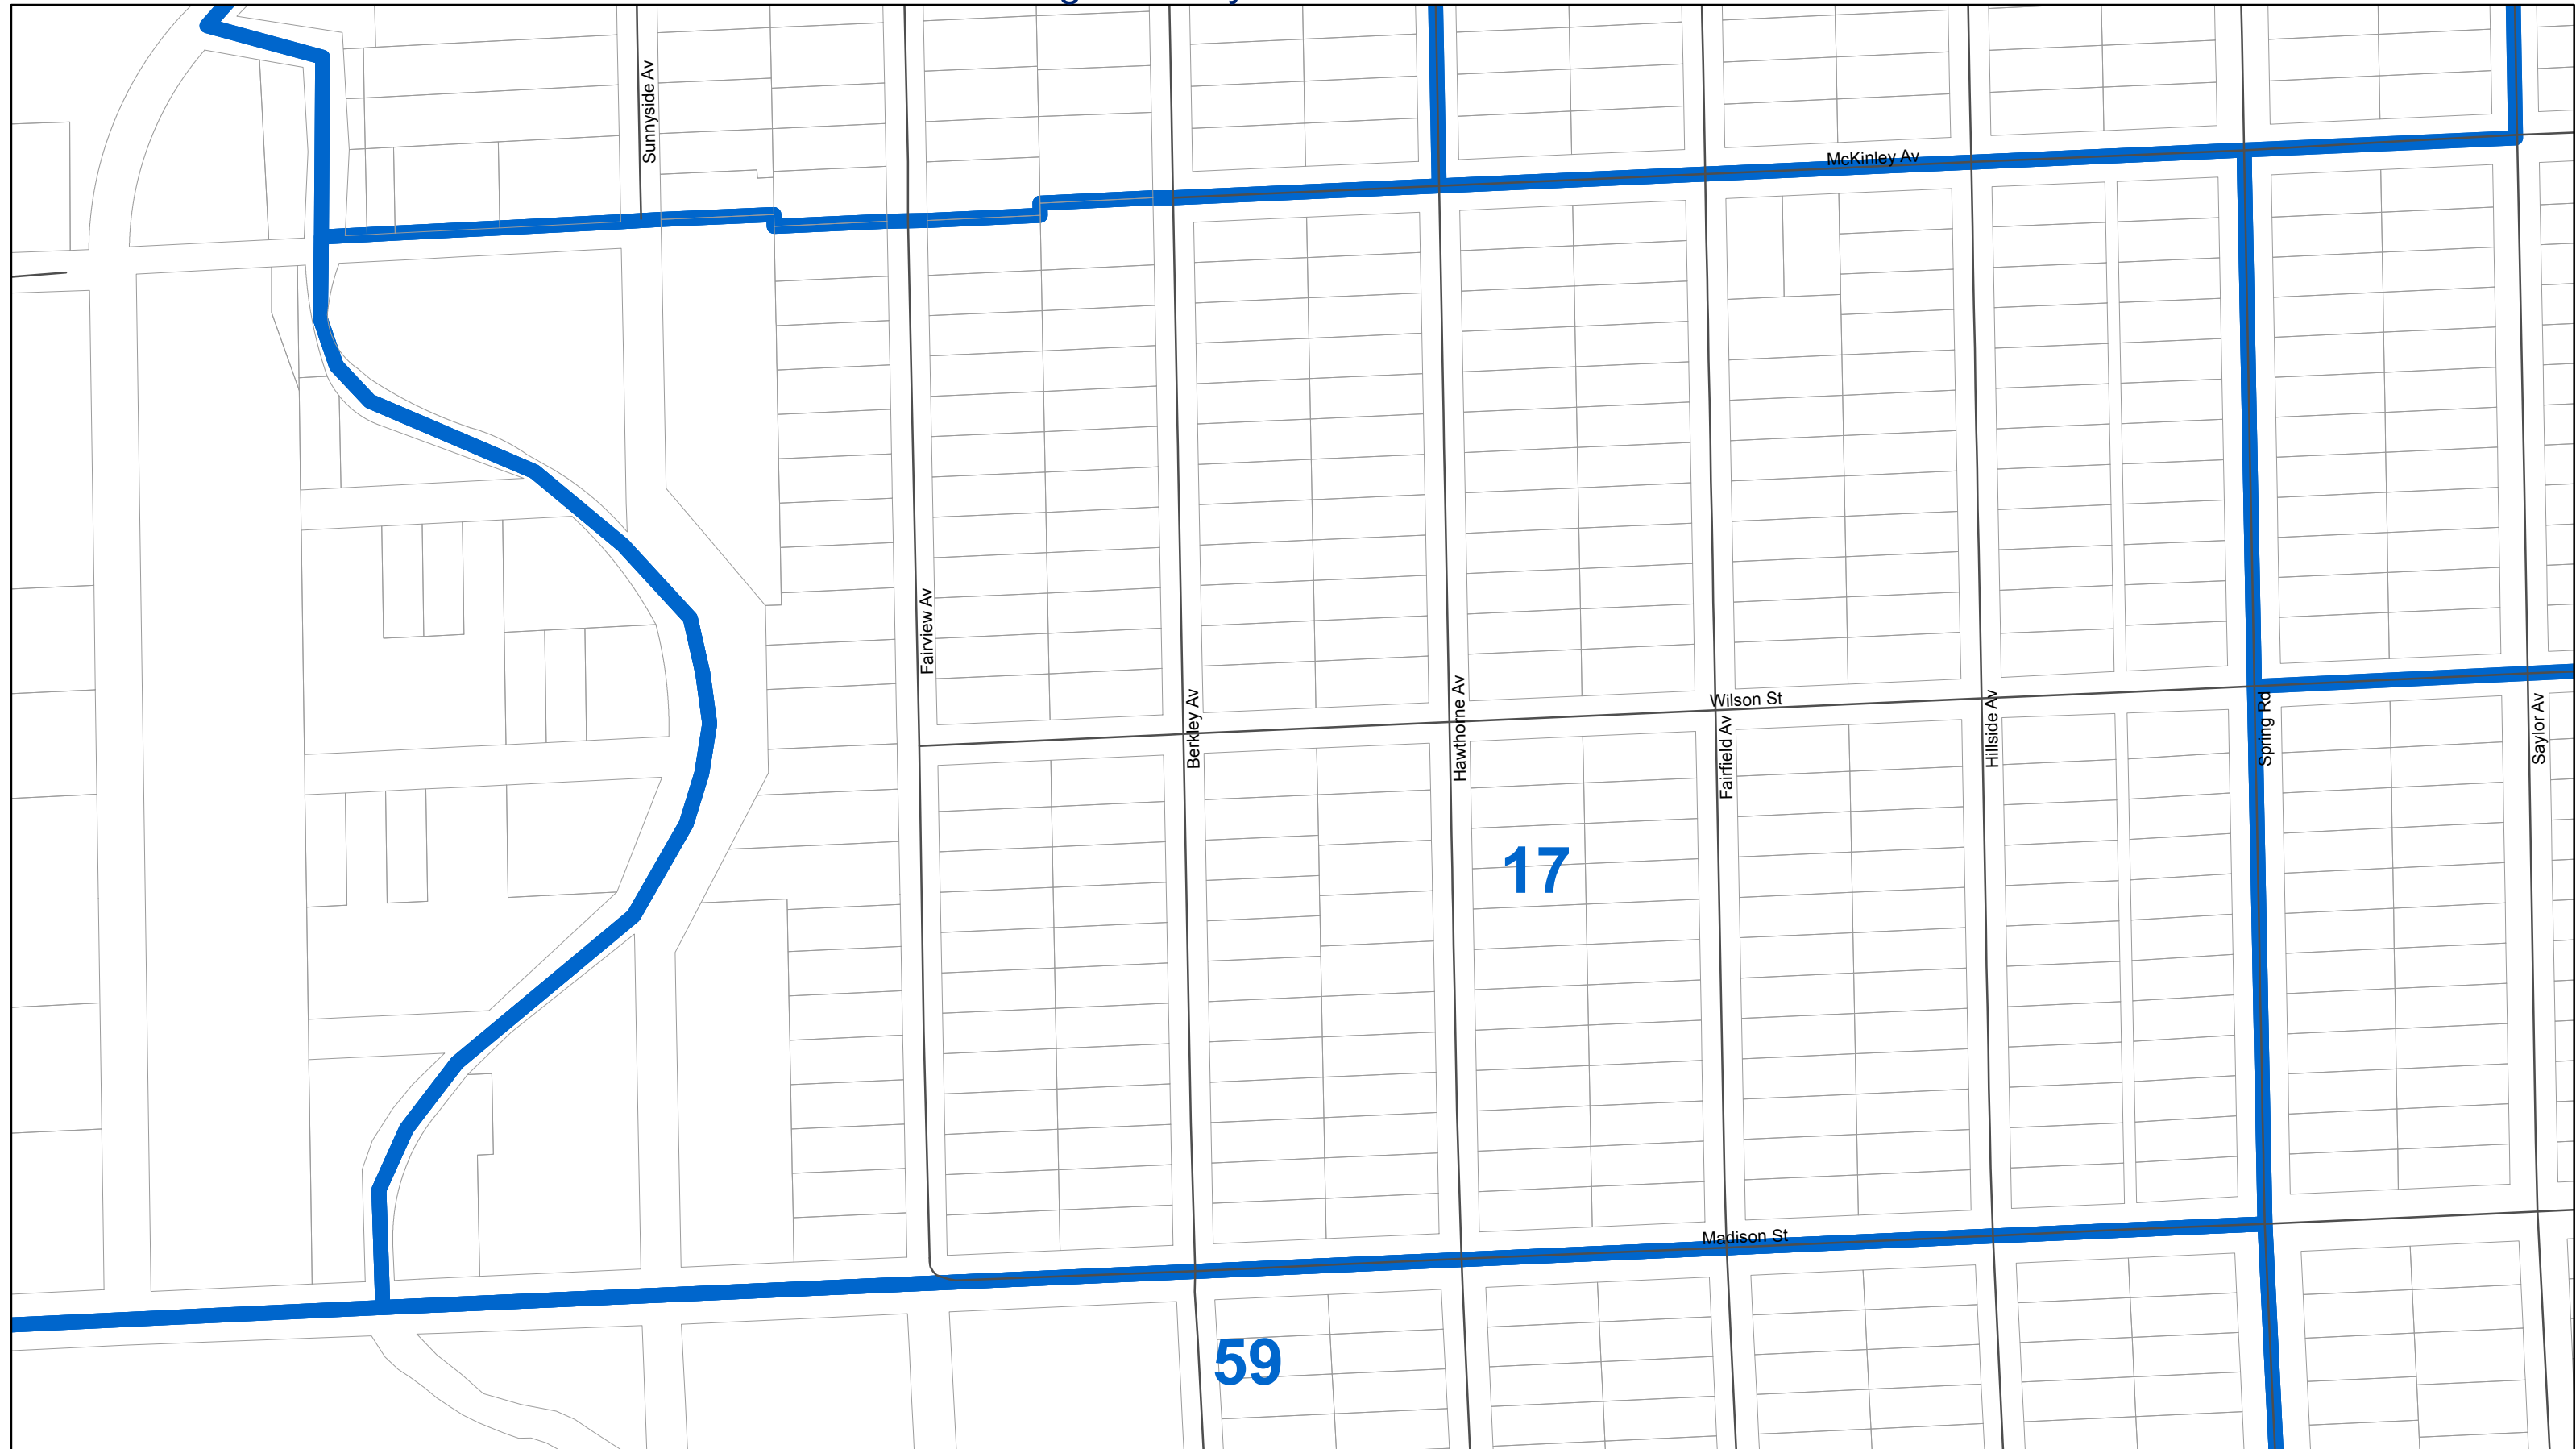 Sunnyside Av
McKinley Av
Fairview Av
Berkley Av
Hawthorne Av
Wilson St
Fairfield Av
Hillside Av
Spring Rd
Saylor Av
17
Madison St
59